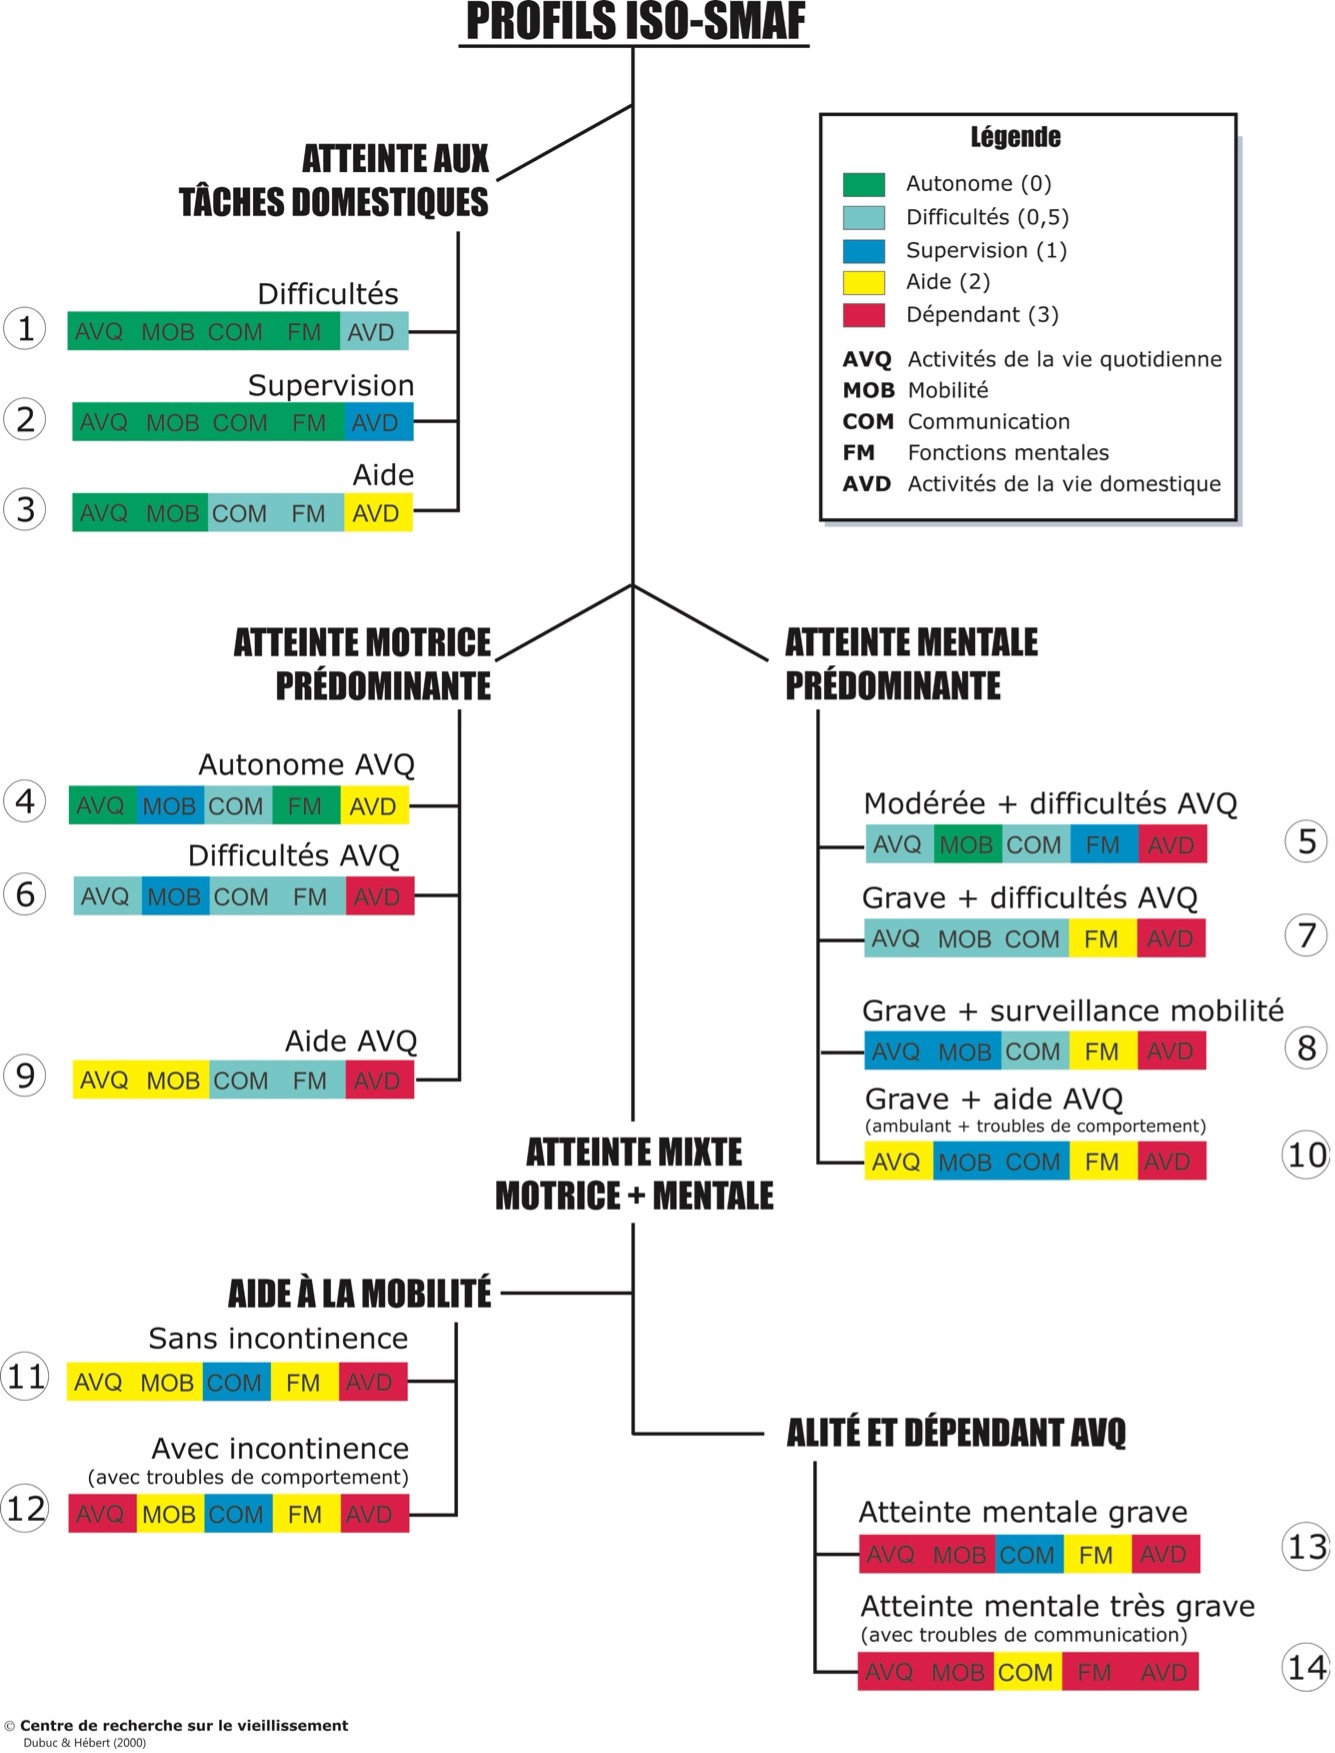 PROFILS ISO-SMAF
ATTEINTE AUX
TÂCHES DOMESTIQUES
Difficultés
1 AVQ MOB COM FM AVD
Supervision
2 AVQ MOB COM FM AVD
Aide
3 AVQ MOB COM FM AVD
Légende
Autonome (0)
Difficultés (0,5)
Supervision (1)
Aide (2)
Dépendant (3)
AVQ Activités de la vie quotidienne
MOB Mobilité
COM Communication
FM Fonctions mentales
AVD Activités de la vie domestique
ATTEINTE MOTRICE
PRÉDOMINANTE
Autonome AVQ
4 AVQ MOB COM FM AVD
Difficultés AVQ
6 AVQ MOB COM FM AVD
Aide AVQ
9 AVQ MOB COM FM AVD
ATTEINTE MENTALE
PRÉDOMINANTE
Modérée + difficultés AVQ
AVQ MOB COM FM AVD 5
Grave + difficultés AVQ
AVQ MOB COM FM AVD 7
Grave + surveillance mobilité
AVQ MOB COM FM AVD 8
Grave + aide AVQ
(ambulant + troubles de comportement)
AVQ MOB COM FM AVD 10
ATTEINTE MIXTE
MOTRICE + MENTALE
AIDE À LA MOBILITÉ
Sans incontinence
11 AVQ MOB COM FM AVD
Avec incontinence
(avec troubles de comportement)
12 AVQ MOB COM FM AVD
ALITÉ ET DÉPENDANT AVQ
Atteinte mentale grave
AVQ MOB COM FM AVD 13
Atteinte mentale très grave
(avec troubles de communication)
AVQ MOB COM FM AVD 14
© Centre de recherche sur le vieillissement
Dubuc & Hébert (2000)